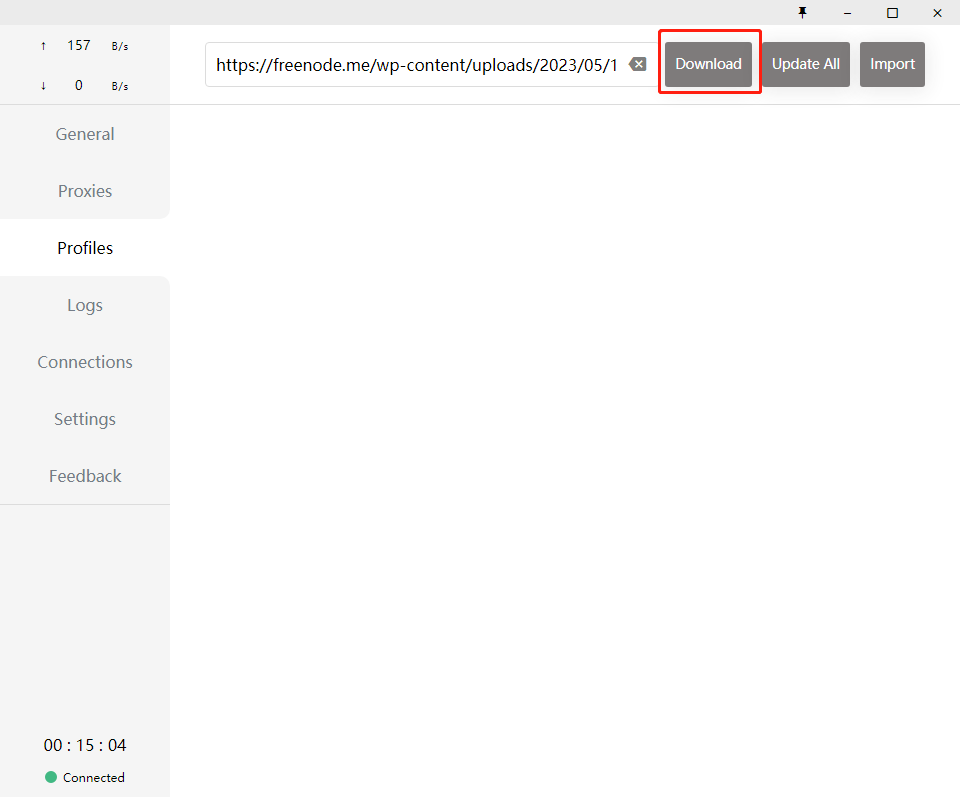 ↑ 157 B/s
↓ 0 B/s
General
Proxies
Profiles
Logs
Connections
Settings
Feedback
00 : 15 : 04
Connected
https://freenode.me/wp-content/uploads/2023/05/1
Download
Update All
Import